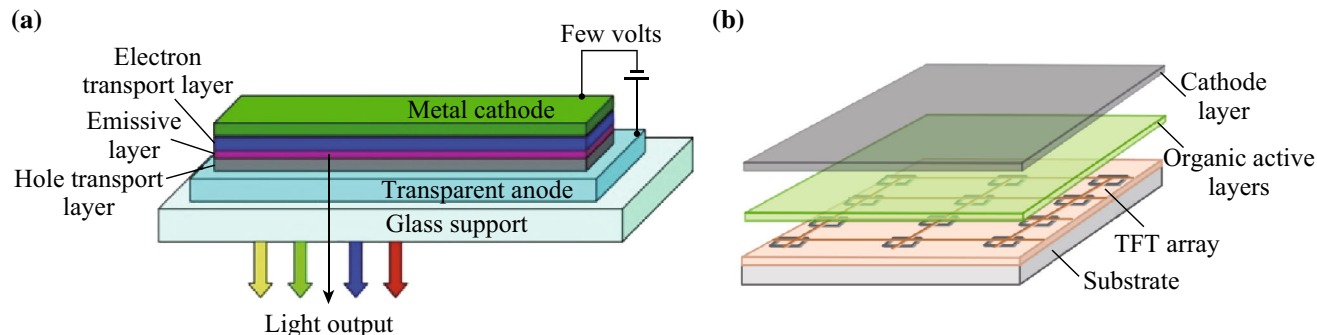 (a)
Few volts
Electron
transport layer
Metal cathode
Emissive
layer
Hole transport
layer
Transparent anode
Glass support
Light output
(b)
Cathode
layer
Organic active
layers
TFT array
Substrate